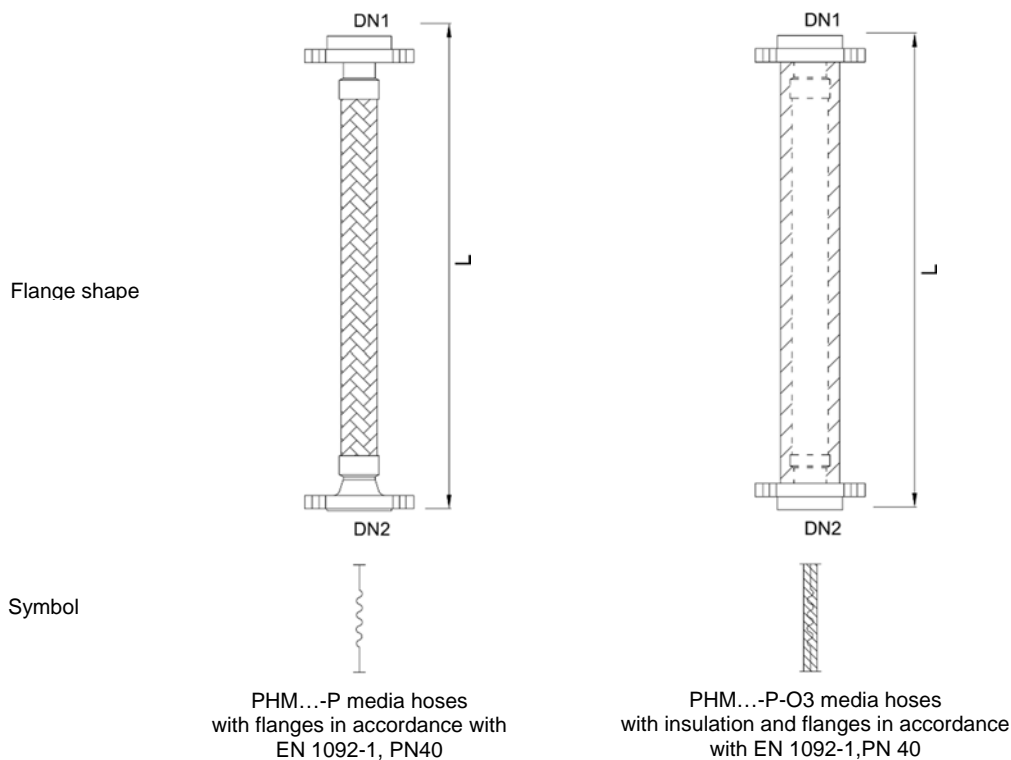 DN1
DN1
L
L
Flange shape
DN2
DN2
Symbol
PHM...-P media hoses
with flanges in accordance with
EN 1092-1, PN40
PHM...-P-O3 media hoses
with insulation and flanges in accordance
with EN 1092-1,PN 40